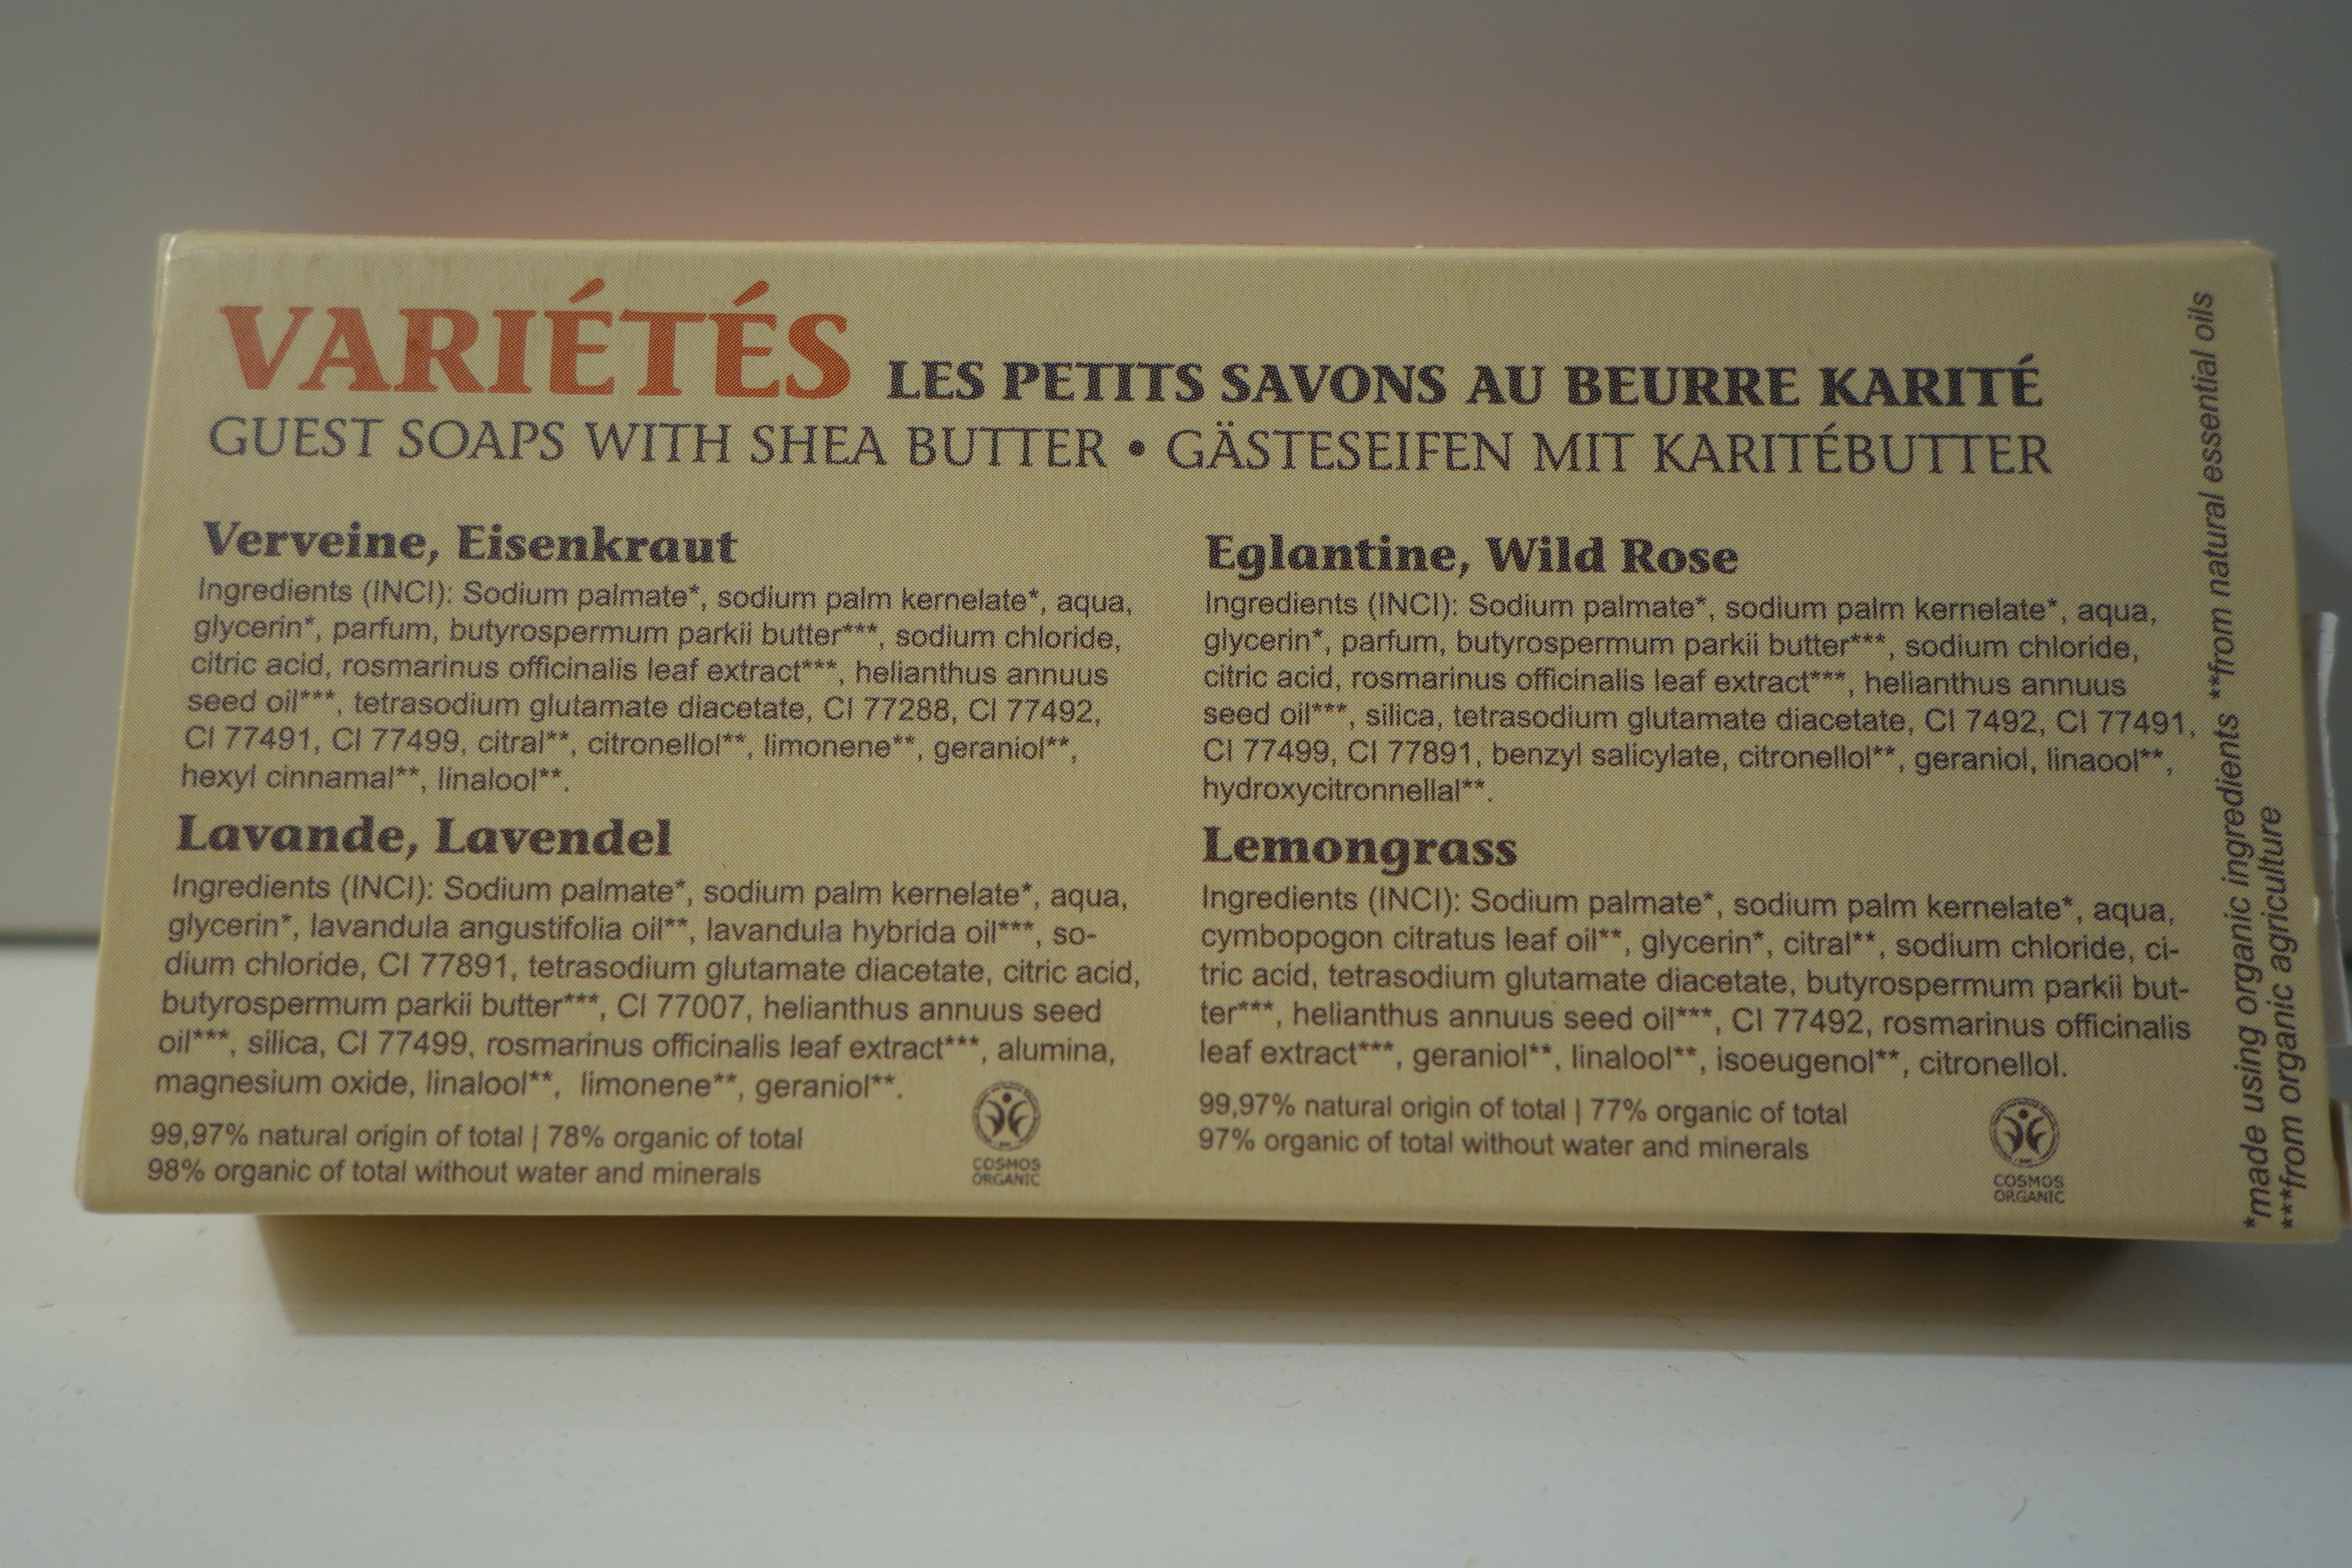 VARIÉTÉS LES PETITS SAVONS AU BEURRE KARITÉ
GUEST SOAPS WITH SHEA BUTTER • GÄSTESEIFEN MIT KARITÉBUTTER
Verveine, Eisenkraut
Ingredients (INCI): Sodium palmate*, sodium palm kernelate*, aqua,
glycerin*, parfum, butyrospermum parkii butter***, sodium chloride,
citric acid, rosmarinus officinalis leaf extract***, helianthus annuus
seed oil***, tetrasodium glutamate diacetate, CI 77288, CI 77492,
CI 77491, CI 77499, citral**, citronellol**, limonene**, geraniol**,
hexyl cinnamal**, linalool**.
Lavande, Lavendel
Ingredients (INCI): Sodium palmate*, sodium palm kernelate*, aqua,
glycerin*, lavandula angustifolia oil**, lavandula hybrida oil***, so-
dium chloride, CI 77891, tetrasodium glutamate diacetate, citric acid,
butyrospermum parkii butter***, CI 77007, helianthus annuus seed
oil***, silica, CI 77499, rosmarinus officinalis leaf extract***, alumina,
magnesium oxide, linalool**, limonene**, geraniol**.
99,97% natural origin of total | 78% organic of total
98% organic of total without water and minerals
COSMOS
ORGANIC
Eglantine, Wild Rose
Ingredients (INCI): Sodium palmate*, sodium palm kernelate*, aqua,
glycerin*, parfum, butyrospermum parkii butter***, sodium chloride,
citric acid, rosmarinus officinalis leaf extract***, helianthus annuus
seed oil***, silica, tetrasodium glutamate diacetate, CI 7492, CI 77491,
CI 77499, CI 77891, benzyl salicylate, citronellol**, geraniol, linaool**,
hydroxycitronnellal**.
Lemongrass
Ingredients (INCI): Sodium palmate*, sodium palm kernelate*, aqua,
cymbopogon citratus leaf oil**, glycerin*, citral**, sodium chloride, ci-
tric acid, tetrasodium glutamate diacetate, butyrospermum parkii but-
ter***, helianthus annuus seed oil***, CI 77492, rosmarinus officinalis
leaf extract***, geraniol**, linalool**, isoeugenol**, citronellol.
99,97% natural origin of total | 77% organic of total
97% organic of total without water and minerals
COSMOS
ORGANIC
*made using organic ingredients **from natural essential oils
***from organic agriculture